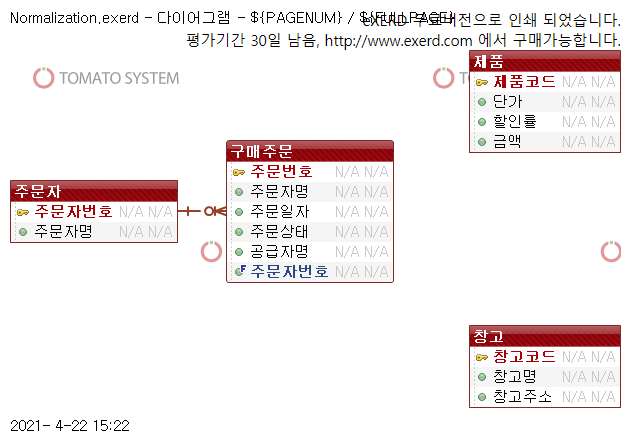 Normalization,exerd - 다이어그램 - ${PAGENUM} / ${FULLPAGE}
eXERD 무료버전으로 인쇄 되었습니다.
평가기간 30일 남음, http://www.exerd.com 에서 구매가능합니다.
TOMATO SYSTEM
제품
제품코드 N/A N/A
단가 N/A N/A
할인률 N/A N/A
금액 N/A N/A
구매주문
주문번호 N/A N/A
주문자명 N/A N/A
주문일자 N/A N/A
주문상태 N/A N/A
공급자명 N/A N/A
F 주문자번호 N/A N/A
주문자
주문자번호 N/A N/A
주문자명 N/A N/A
창고
창고코드 N/A N/A
창고명 N/A N/A
창고주소 N/A N/A
2021- 4-22 15:22